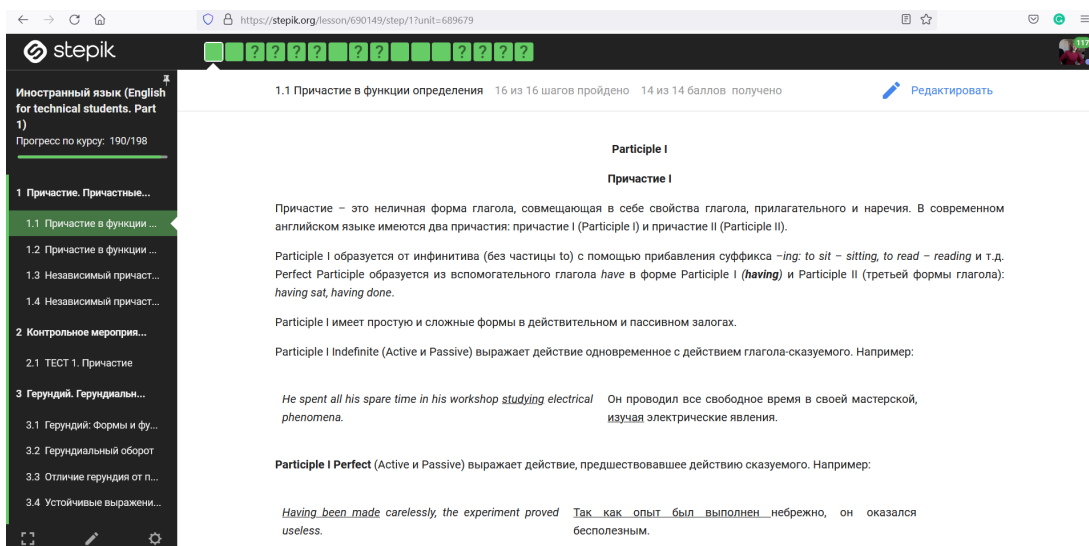 https://stepik.org/lesson/690149/step/1?unit=689679
stepik
? ? ? ? ? ? ? ? ? ?
117
Иностранный язык (English for technical students. Part 1)
Прогресс по курсу: 190/198
1 Причастие. Причастные...
1.1 Причастие в функции ...
1.2 Причастие в функции ...
1.3 Независимый причаст...
1.4 Независимый причаст...
2 Контрольное мероприя...
2.1 ТЕСТ 1. Причастие
3 Герундий. Герундиальн...
3.1 Герундий: Формы и фу...
3.2 Герундиальный оборот
3.3 Отличие герундия от п...
3.4 Устойчивые выражени...
1.1 Причастие в функции определения 16 из 16 шагов пройдено 14 из 14 баллов получено
Редактировать
Participle I
Причастие I
Причастие – это неличная форма глагола, совмещающая в себе свойства глагола, прилагательного и наречия. В современном
английском языке имеются два причастия: причастие I (Participle I) и причастие II (Participle II).
Participle I образуется от инфинитива (без частицы to) с помощью прибавления суффикса –ing: to sit – sitting, to read – reading и т.д.
Perfect Participle образуется из вспомогательного глагола have в форме Participle I (having) и Participle II (третьей формы глагола):
having sat, having done.
Participle I имеет простую и сложные формы в действительном и пассивном залогах.
Participle I Indefinite (Active и Passive) выражает действие одновременное с действием глагола-сказуемого. Например:
He spent all his spare time in his workshop studying electrical
phenomena.
Он проводил все свободное время в своей мастерской,
изучая электрические явления.
Participle I Perfect (Active и Passive) выражает действие, предшествовавшее действию сказуемого. Например:
Having been made carelessly, the experiment proved
useless.
Так как опыт был выполнен небрежно, он оказался
бесполезным.